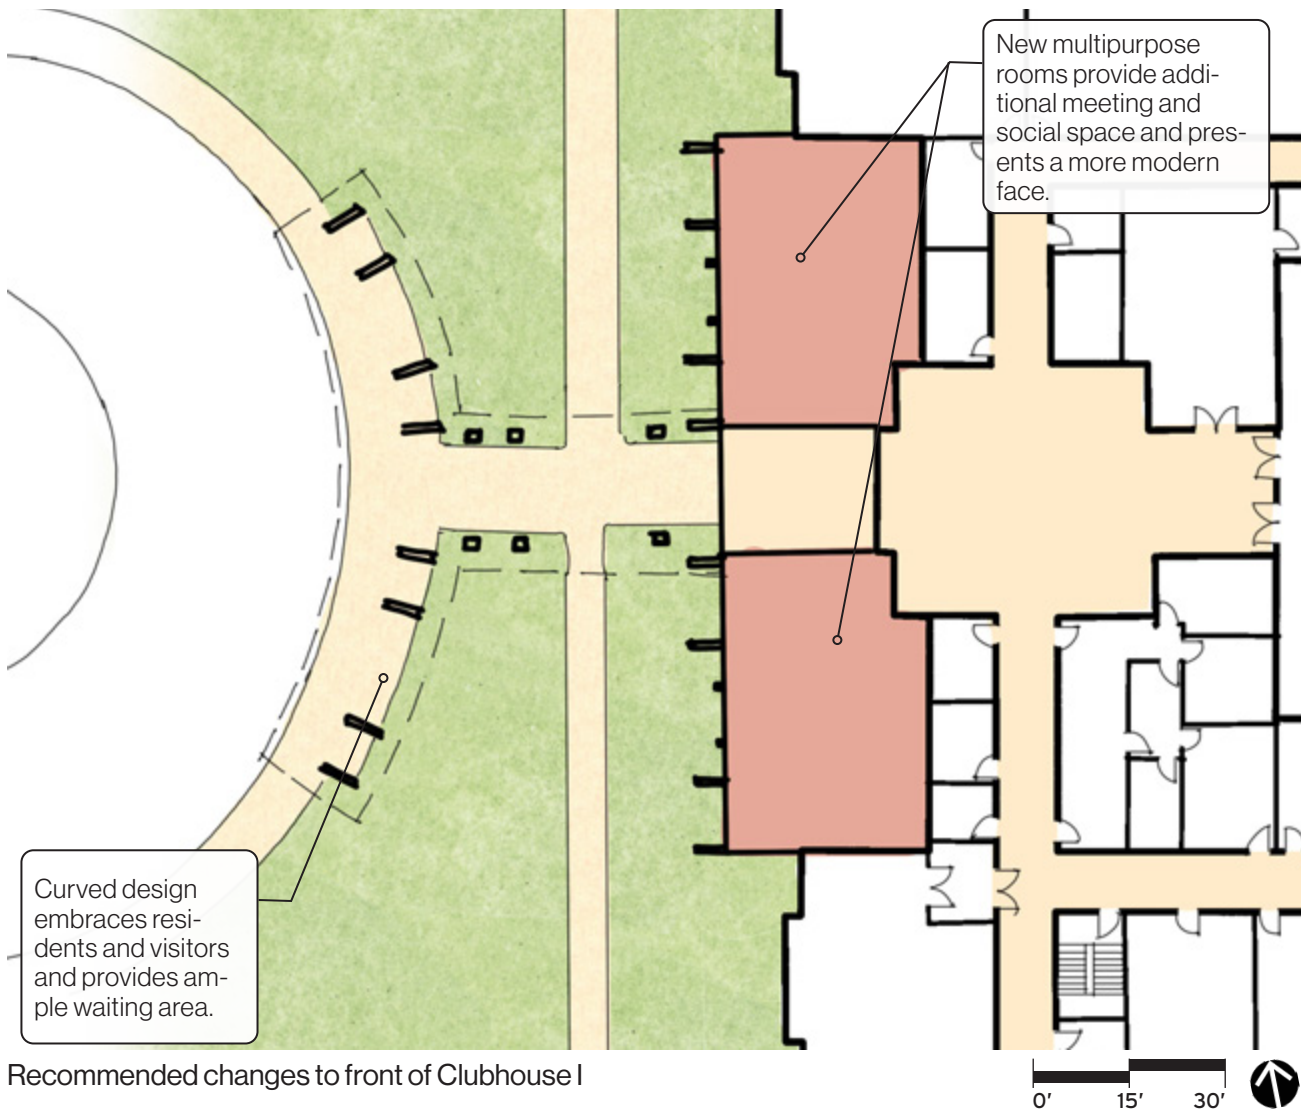 New multipurpose
rooms provide addi-
tional meeting and
social space and pres-
ents a more modern
face.
Curved design
embraces resi-
dents and visitors
and provides am-
ple waiting area.
Recommended changes to front of Clubhouse I
0' 15' 30'